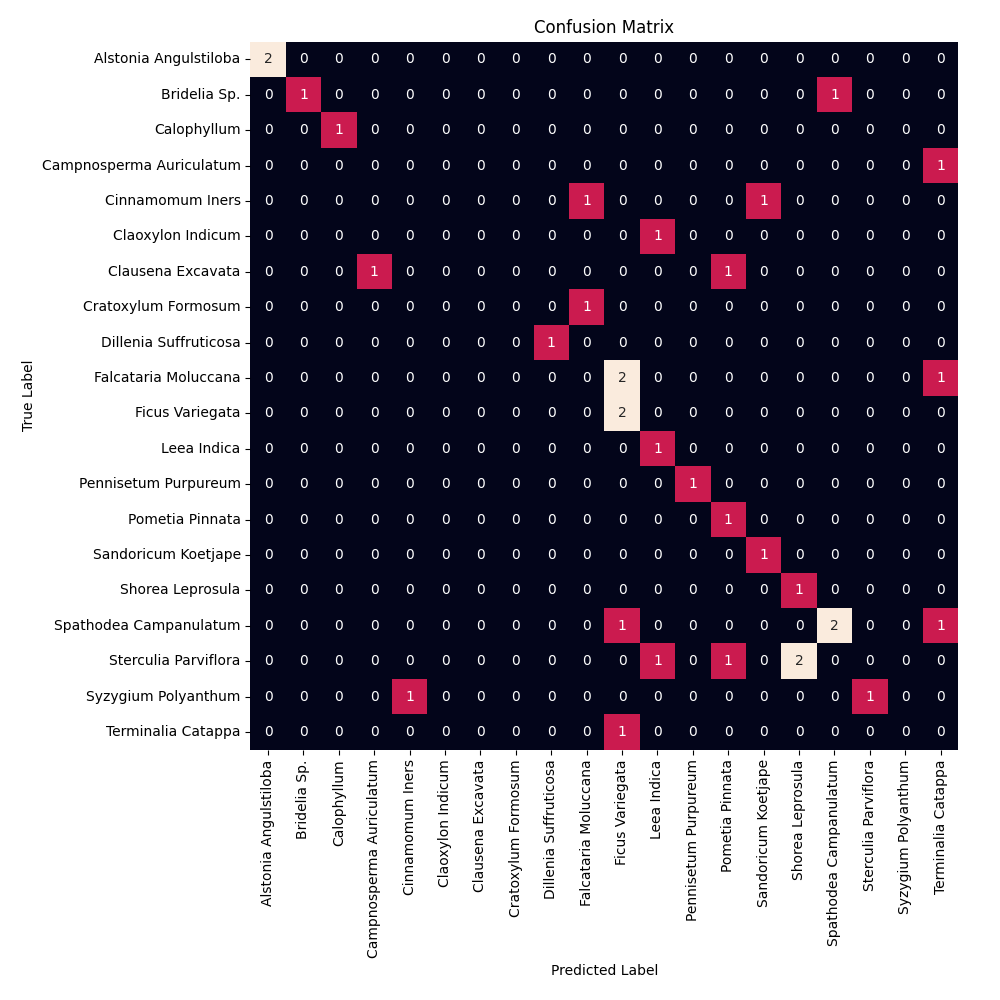 Confusion Matrix
Alstonia Angulstiloba 2 0 0 0 0 0 0 0 0 0 0 0 0 0 0 0 0 0 0 0
Bridelia Sp. 0 1 0 0 0 0 0 0 0 0 0 0 0 0 0 0 1 0 0 0
Calophyllum 0 0 1 0 0 0 0 0 0 0 0 0 0 0 0 0 0 0 0 0
Campnosperma Auriculatum 0 0 0 0 0 0 0 0 0 0 0 0 0 0 0 0 0 0 0 1
Cinnamomum Iners 0 0 0 0 0 0 0 0 0 1 0 0 0 0 1 0 0 0 0 0
Claoxylon Indicum 0 0 0 0 0 0 0 0 0 0 0 1 0 0 0 0 0 0 0 0
Clausena Excavata 0 0 0 1 0 0 0 0 0 0 0 0 0 1 0 0 0 0 0 0
Cratoxylum Formosum 0 0 0 0 0 0 0 0 0 1 0 0 0 0 0 0 0 0 0 0
Dillenia Suffruticosa 0 0 0 0 0 0 0 0 1 0 0 0 0 0 0 0 0 0 0 0
Falcataria Moluccana 0 0 0 0 0 0 0 0 0 0 2 0 0 0 0 0 0 0 0 1
Ficus Variegata 0 0 0 0 0 0 0 0 0 0 2 0 0 0 0 0 0 0 0 0
Leea Indica 0 0 0 0 0 0 0 0 0 0 0 1 0 0 0 0 0 0 0 0
Pennisetum Purpureum 0 0 0 0 0 0 0 0 0 0 0 0 1 0 0 0 0 0 0 0
Pometia Pinnata 0 0 0 0 0 0 0 0 0 0 0 0 0 1 0 0 0 0 0 0
Sandoricum Koetjape 0 0 0 0 0 0 0 0 0 0 0 0 0 0 1 0 0 0 0 0
Shorea Leprosula 0 0 0 0 0 0 0 0 0 0 0 0 0 0 0 1 0 0 0 0
Spathodea Campanulatum 0 0 0 0 0 0 0 0 0 0 1 0 0 0 0 0 2 0 0 1
Sterculia Parviflora 0 0 0 0 0 0 0 0 0 0 0 1 0 1 0 2 0 0 0 0
Syzygium Polyanthum 0 0 0 0 1 0 0 0 0 0 0 0 0 0 0 0 0 1 0 0
Terminalia Catappa 0 0 0 0 0 0 0 0 0 0 1 0 0 0 0 0 0 0 0 0
True Label
Alstonia Angulstiloba
Bridelia Sp.
Calophyllum
Campnosperma Auriculatum
Cinnamomum Iners
Claoxylon Indicum
Clausena Excavata
Cratoxylum Formosum
Dillenia Suffruticosa
Falcataria Moluccana
Ficus Variegata
Leea Indica
Pennisetum Purpureum
Pometia Pinnata
Sandoricum Koetjape
Shorea Leprosula
Spathodea Campanulatum
Sterculia Parviflora
Syzygium Polyanthum
Terminalia Catappa
Predicted Label